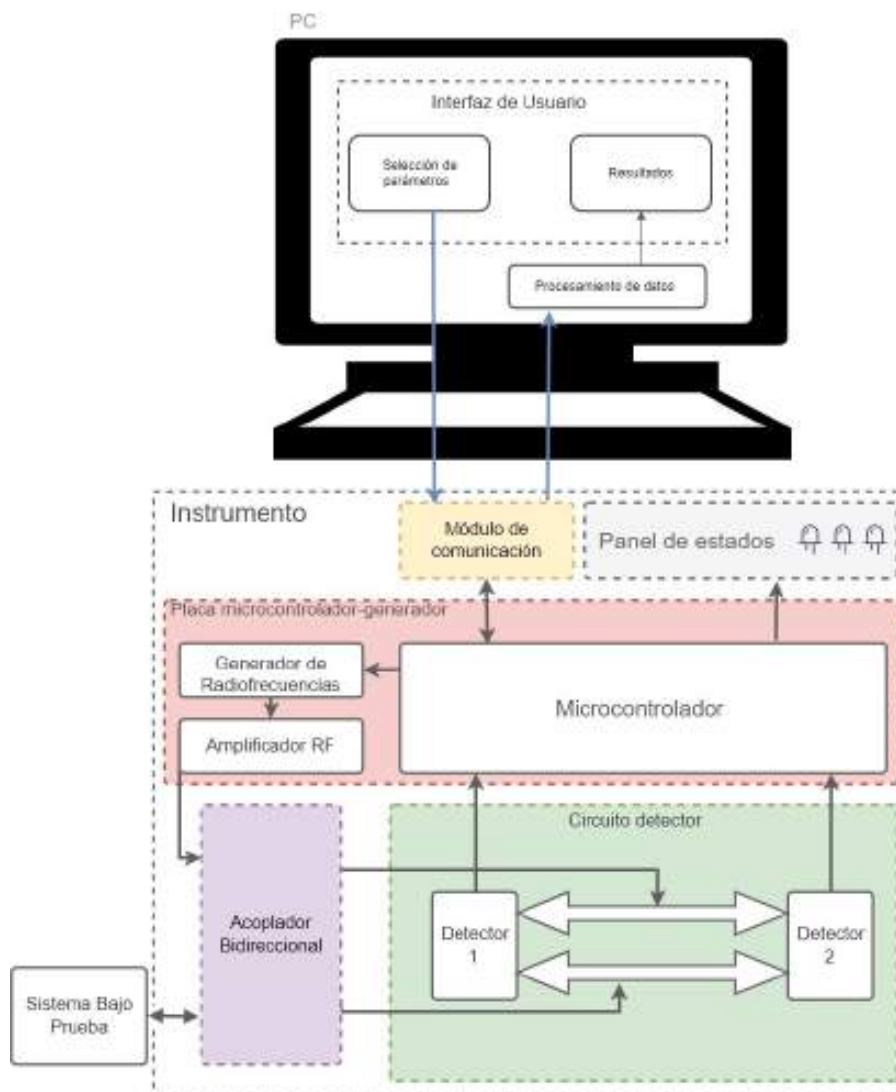 PC
Interfaz de Usuario
Selección de
parámetros
Resultados
Procesamiento de datos
Instrumento
Módulo de
comunicación
Panel de estados
Placa microcontrolador-generador
Generador de
Radiofrecuencias
Microcontrolador
Amplificador RF
Circuito detector
Acoplador
Bidireccional
Detector
1
Detector
2
Sistema Bajo
Prueba